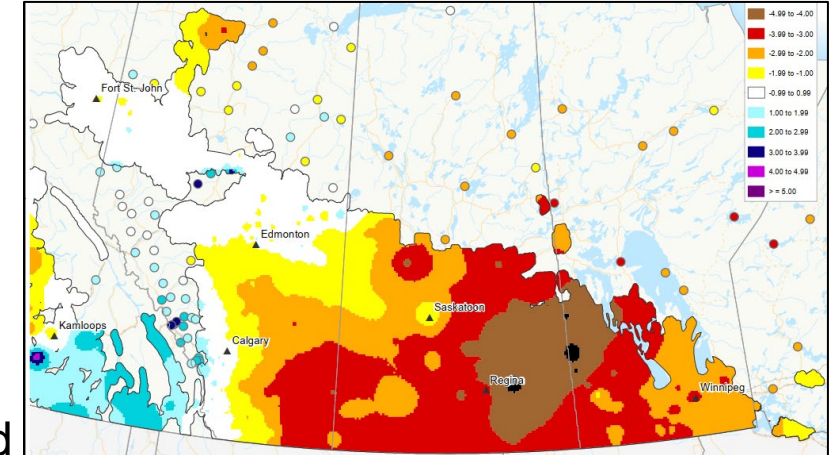 -4.99 to -4.00
-3.99 to -3.00
-2.99 to -2.00
-1.99 to -1.00
-0.99 to 0.99
1.00 to 1.99
2.00 to 2.99
3.00 to 3.99
4.00 to 4.99
> = 5.00
Fort St. John
Edmonton
Saskatoon
Kamloops
Calgary
Regina
Winnipeg
d